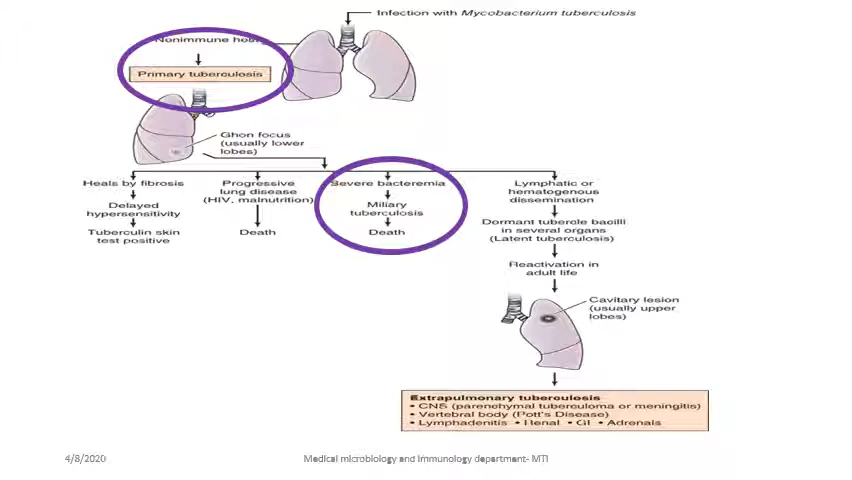 Infection with Mycobacterium tuberculosis
Nonimmune
Primary tuberculosis
Ghon focus
(usually lower
lobes)
Heals by fibrosis
Delayed
hypersensitivity
Tuberculin skin
test positive
Progressive
lung disease
(HIV, malnutrition)
Death
Severe bacteremia
Miliary
tuberculosis
Death
Lymphatic or
hematogenous
dissemination
Dormant tubercle bacilli
in several organs
(Latent tuberculosis)
Reactivation in
adult life
Cavitary lesion
(usually upper
lobes)
Extrapulmonary tuberculosis
• CNS (parenchymal tuberculoma or meningitis)
• Vertebral body (Pott's Disease)
• Lymphadenitis • Renal • GI • Adrenals
4/8/2020
Medical microbiology and immunology department- MTI